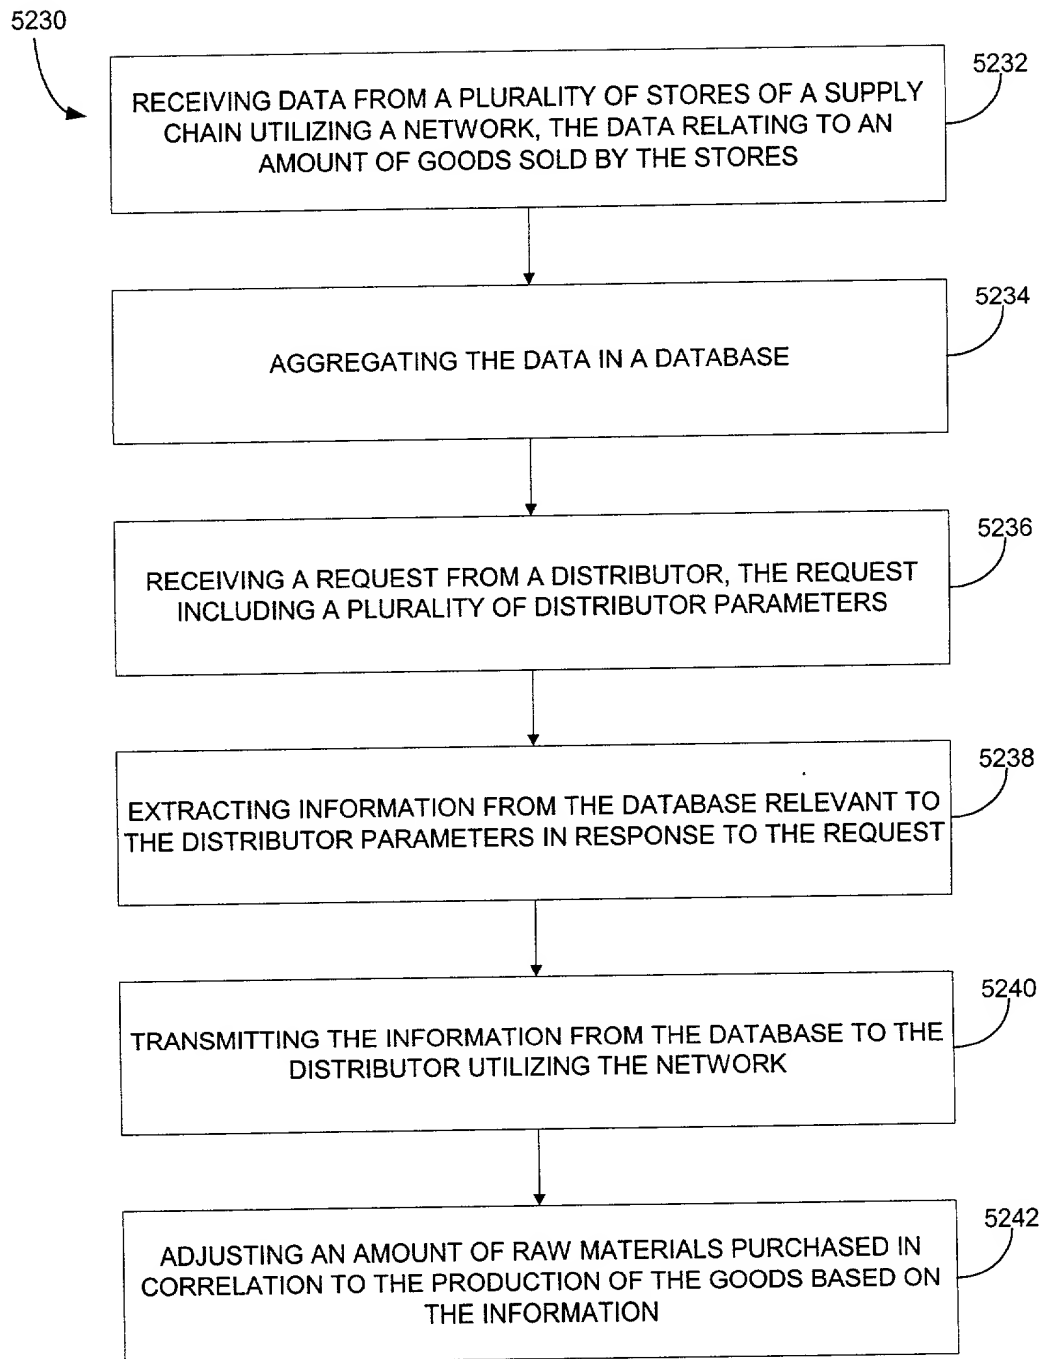 5230
5232
RECEIVING DATA FROM A PLURALITY OF STORES OF A SUPPLY
CHAIN UTILIZING A NETWORK, THE DATA RELATING TO AN
AMOUNT OF GOODS SOLD BY THE STORES
5234
AGGREGATING THE DATA IN A DATABASE
5236
RECEIVING A REQUEST FROM A DISTRIBUTOR, THE REQUEST
INCLUDING A PLURALITY OF DISTRIBUTOR PARAMETERS
5238
EXTRACTING INFORMATION FROM THE DATABASE RELEVANT TO
THE DISTRIBUTOR PARAMETERS IN RESPONSE TO THE REQUEST
5240
TRANSMITTING THE INFORMATION FROM THE DATABASE TO THE
DISTRIBUTOR UTILIZING THE NETWORK
5242
ADJUSTING AN AMOUNT OF RAW MATERIALS PURCHASED IN
CORRELATION TO THE PRODUCTION OF THE GOODS BASED ON
THE INFORMATION